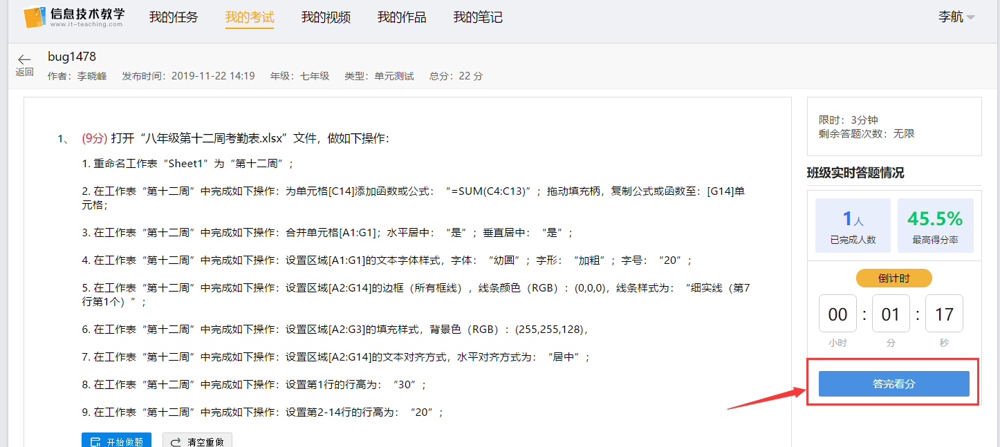 信息技术教学
www.it-teaching.com
我的任务
我的考试
我的视频
我的作品
我的笔记
李航
返回
bug1478
作者：李晓峰 发布时间：2019-11-22 14:19 年级：七年级 类型：单元测试 总分：22 分
1、 (9分) 打开“八年级第十二周考勤表.xlsx”文件，做如下操作：
1. 重命名工作表“Sheet1”为“第十二周”；
2. 在工作表“第十二周”中完成如下操作：为单元格[C14]添加函数或公式：“=SUM(C4:C13)”；拖动填充柄，复制公式或函数至：[G14]单
元格；
3. 在工作表“第十二周”中完成如下操作：合并单元格[A1:G1]；水平居中：“是”；垂直居中：“是”；
4. 在工作表“第十二周”中完成如下操作：设置区域[A1:G1]的文本字体样式，字体：“幼圆”；字形：“加粗”；字号：“20”；
5. 在工作表“第十二周”中完成如下操作：设置区域[A2:G14]的边框（所有框线），线条颜色（RGB）：(0,0,0)，线条样式为：“细实线（第7
行第1个）”；
6. 在工作表“第十二周”中完成如下操作：设置区域[A2:G3]的填充样式，背景色（RGB）：(255,255,128)，
7. 在工作表“第十二周”中完成如下操作：设置区域[A2:G14]的文本对齐方式，水平对齐方式为：“居中”；
8. 在工作表“第十二周”中完成如下操作：设置第1行的行高为：“30”；
9. 在工作表“第十二周”中完成如下操作：设置第2-14行的行高为：“20”；
开始做题
清空重做
限时：3分钟
剩余答题次数：无限
班级实时答题情况
1人
已完成人数
45.5%
最高得分率
倒计时
00 : 01 : 17
小时 分 秒
答完看分